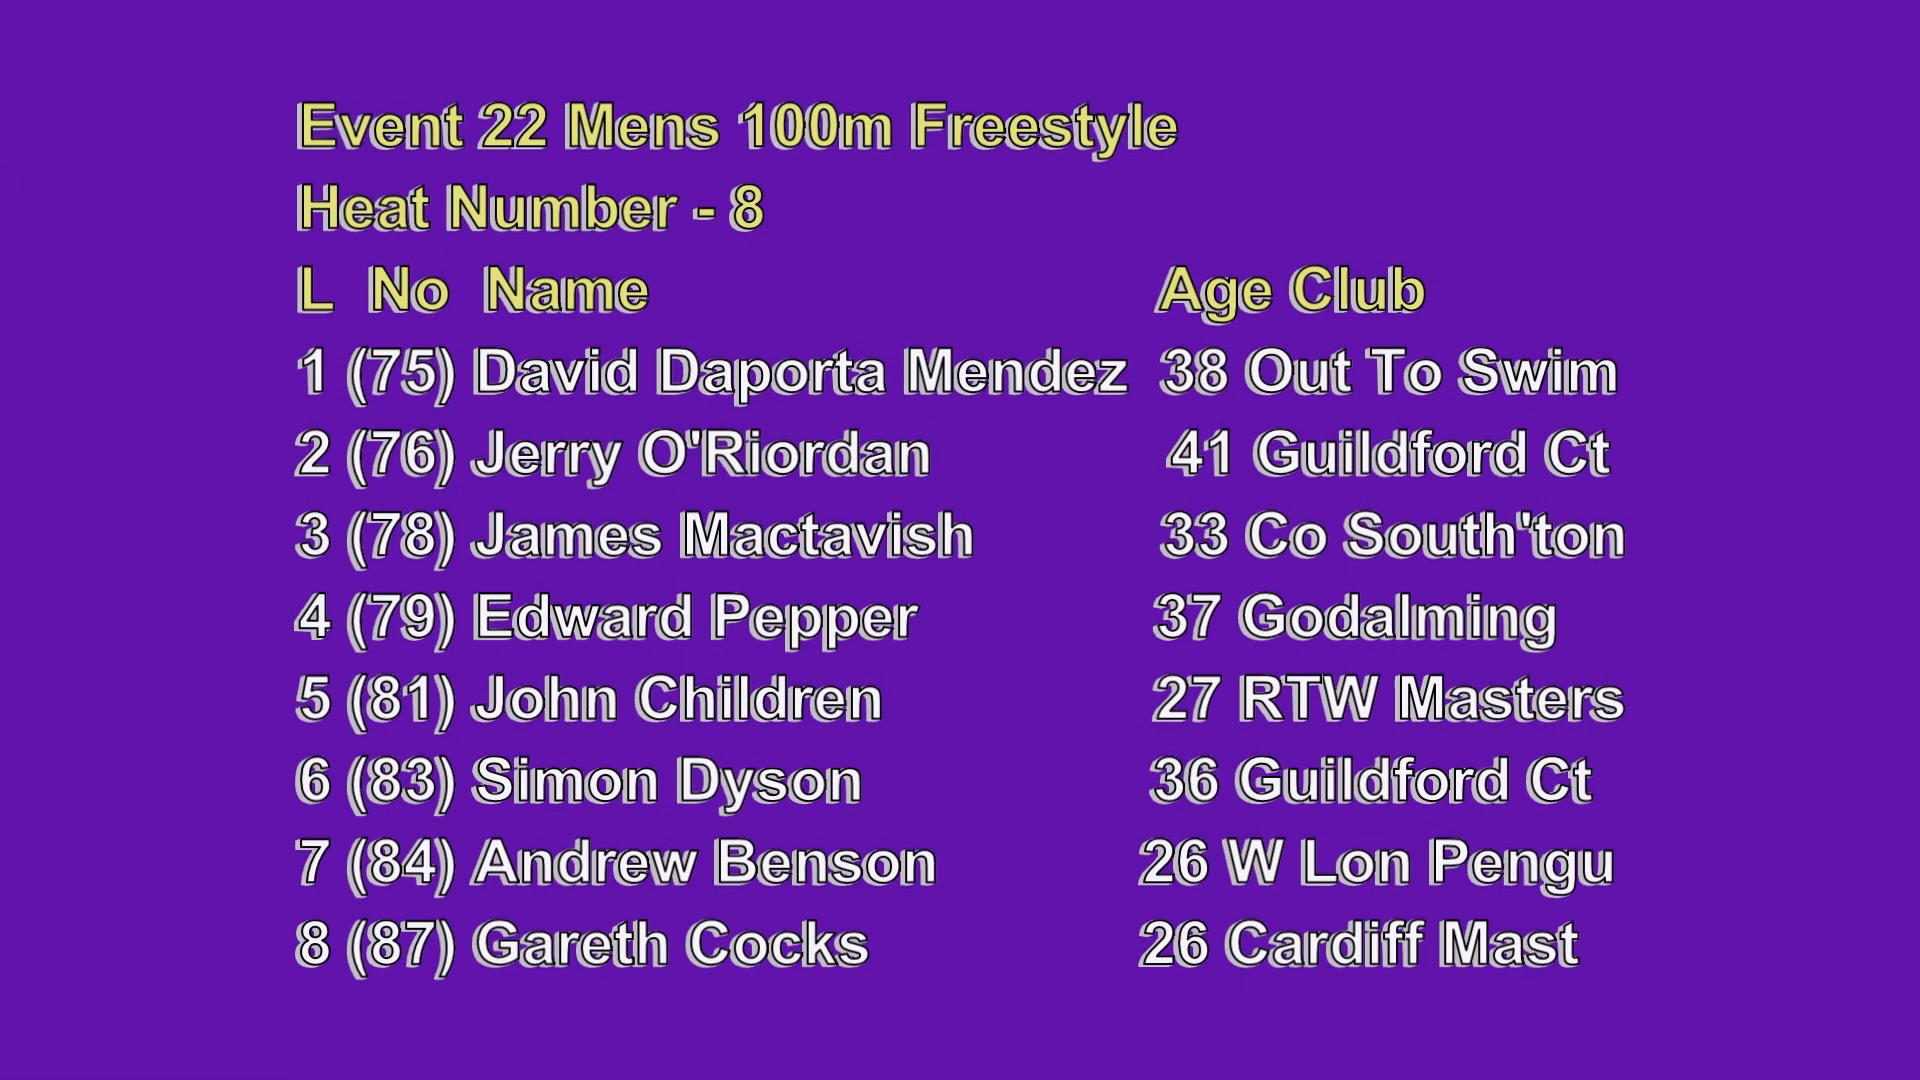 Event 22 Mens 100m Freestyle
Heat Number - 8
L No Name Age Club
1 (75) David Daporta Mendez 38 Out To Swim
2 (76) Jerry O'Riordan 41 Guildford Ct
3 (78) James Mactavish 33 Co South'ton
4 (79) Edward Pepper 37 Godalming
5 (81) John Children 27 RTW Masters
6 (83) Simon Dyson 36 Guildford Ct
7 (84) Andrew Benson 26 W Lon Pengu
8 (87) Gareth Cocks 26 Cardiff Mast